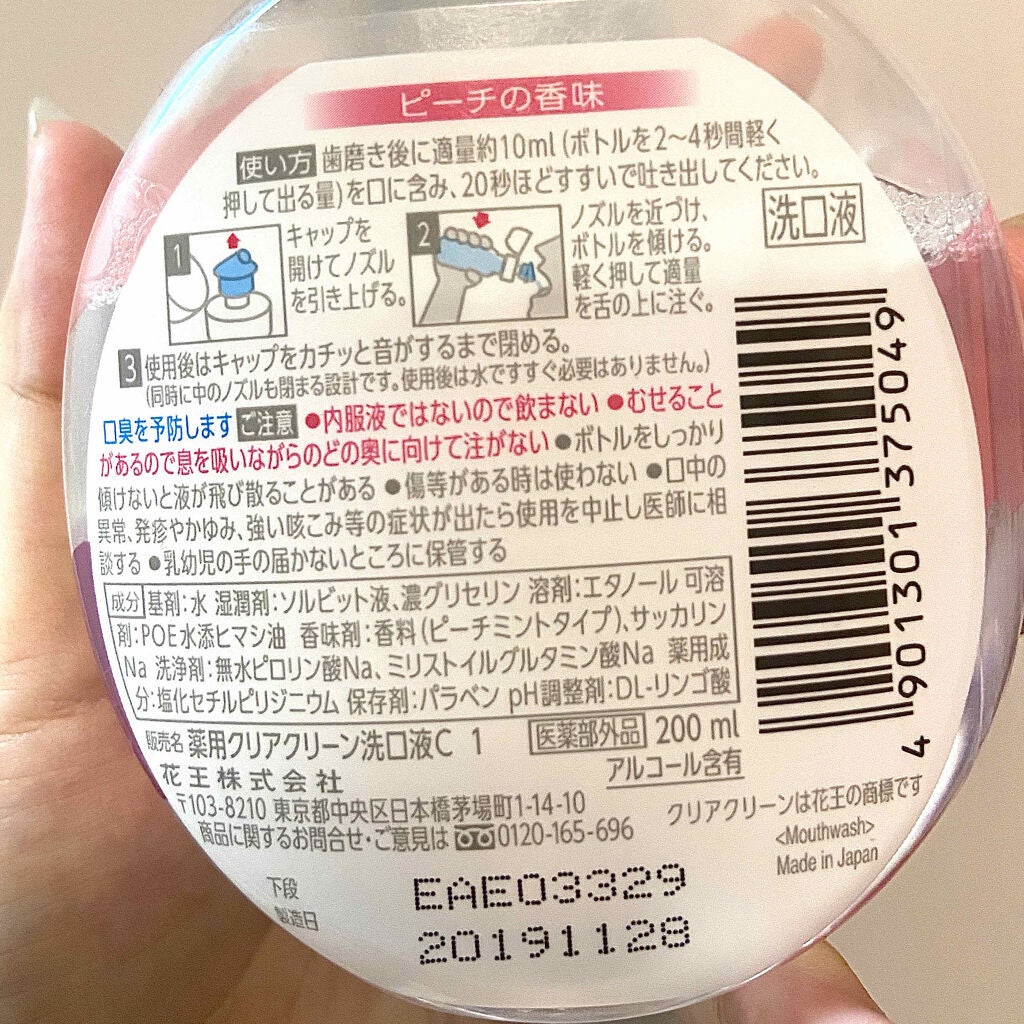 ピーチの香味
使い方 歯磨き後に適量約10ml(ボトルを2〜4秒間軽く
押して出る量)を口に含み、20秒ほどすすいで吐き出してください。
洗口液
1 キャップを
開けてノズル
を引き上げる。
2 ノズルを近づけ、
ボトルを傾ける。
軽く押して適量
を舌の上に注ぐ。
3 使用後はキャップをカチッと音がするまで閉める。
(同時に中のノズルも閉まる設計です。使用後は水ですすぐ必要はありません。)
口臭を予防します ご注意 ●内服液ではないので飲まない ●むせること
があるので息を吸いながらのどの奥に向けて注がない ●ボトルをしっかり
傾けないと液が飛び散ることがある ●傷等がある時は使わない ●口中の
異常、発疹やかゆみ、強い咳こみ等の症状が出たら使用を中止し医師に相
談する ●乳幼児の手の届かないところに保管する
成分 基剤:水 湿潤剤:ソルビット液、濃グリセリン 溶剤:エタノール 可溶
剤:POE水添ヒマシ油 香味剤:香料(ピーチミントタイプ)、サッカリン
Na 洗浄剤:無水ピロリン酸Na、ミリストイルグルタミン酸Na 薬用成
分:塩化セチルピリジニウム 保存剤:パラベン pH調整剤:DL-リンゴ酸
販売名 薬用クリアクリーン洗口液C 1 医薬部外品 200 ml
花王株式会社 アルコール含有
〒103-8210 東京都中央区日本橋茅場町1-14-10
商品に関するお問合せ・ご意見は 0120-165-696
クリアクリーンは花王の商標です
<Mouthwash>
Made in Japan
4 901301 375049
下段
製造日
EAE03329
20191128